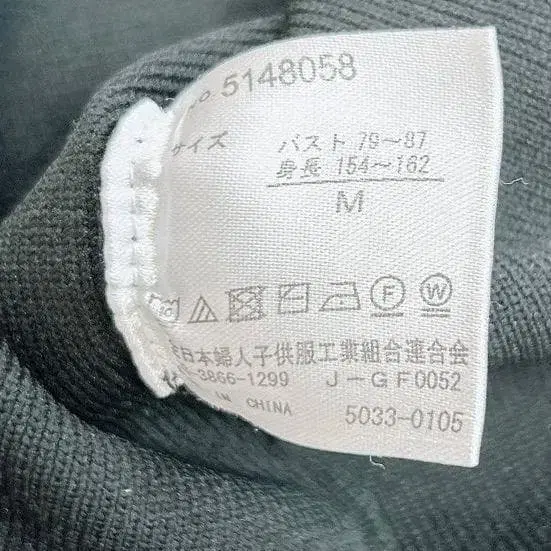 .O. 5148058
サイズ
バスト 79～87
身長 154～162
M
F W
日本婦人子供服工業組合連合会
-3866-1299 J-GF0052
IN CHINA
5033-0105